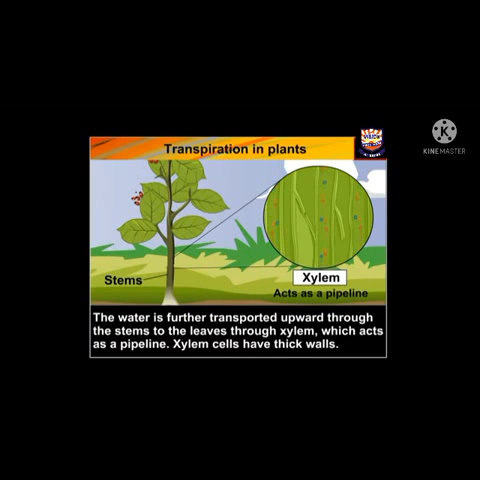 Transpiration in plants
VISION
K
KINEMASTER
Stems
Xylem
Acts as a pipeline
The water is further transported upward through
the stems to the leaves through xylem, which acts
as a pipeline. Xylem cells have thick walls.